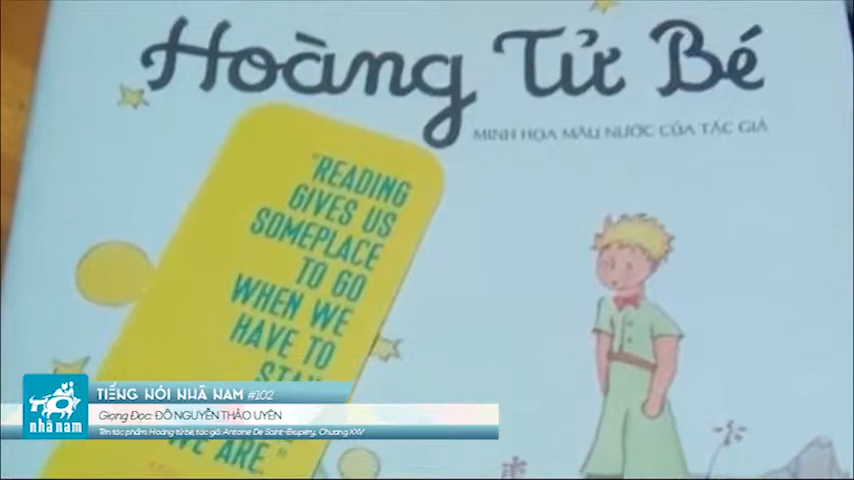 Hoàng Tử Bé
MINH HỌA MÀU NƯỚC CỦA TÁC GIẢ
"READING
GIVES US
SOMEPLACE
TO GO
WHEN WE
HAVE TO
WE ARE."
TIẾNG NÓI NHÃ NAM #102
nhã nam
Giọng Đọc: ĐỖ NGUYỄN THẢO UYÊN
Tên tác phẩm: Hoàng tử bé, tác giả: Antoine De Saint-Exupéry, Chương XXV